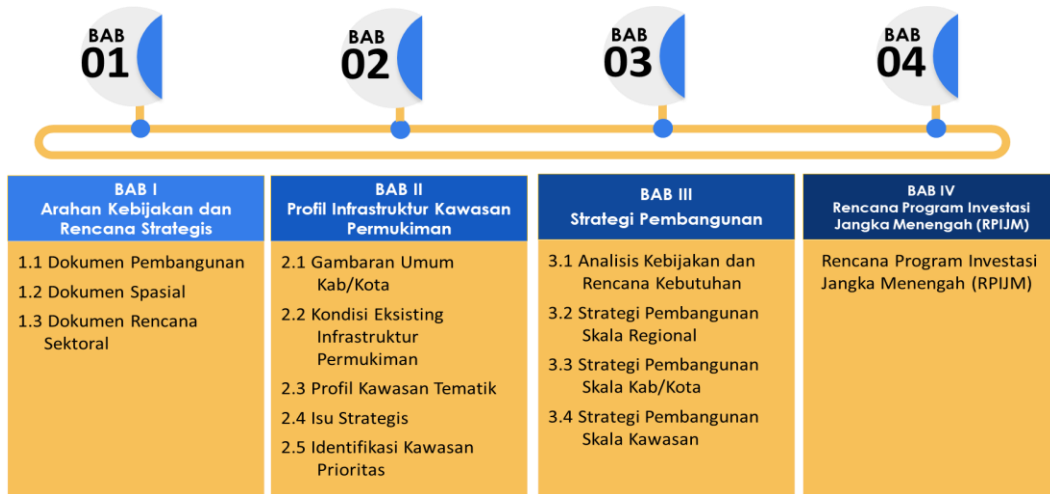 BAB
01
BAB
02
BAB
03
BAB
04
BAB I
Arahan Kebijakan dan
Rencana Strategis
1.1 Dokumen Pembangunan
1.2 Dokumen Spasial
1.3 Dokumen Rencana
Sektoral
BAB II
Profil Infrastruktur Kawasan
Permukiman
2.1 Gambaran Umum
Kab/Kota
2.2 Kondisi Eksisting
Infrastruktur
Permukiman
2.3 Profil Kawasan Tematik
2.4 Isu Strategis
2.5 Identifikasi Kawasan
Prioritas
BAB III
Strategi Pembangunan
3.1 Analisis Kebijakan dan
Rencana Kebutuhan
3.2 Strategi Pembangunan
Skala Regional
3.3 Strategi Pembangunan
Skala Kab/Kota
3.4 Strategi Pembangunan
Skala Kawasan
BAB IV
Rencana Program Investasi
Jangka Menengah (RPIJM)
Rencana Program Investasi
Jangka Menengah (RPIJM)